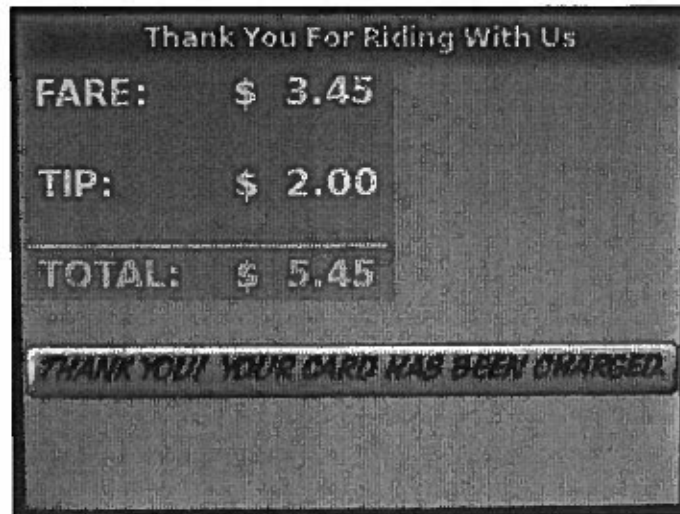 Thank You For Riding With Us
FARE: $ 3.45
TIP: $ 2.00
TOTAL: $ 5.45
THANK YOU! YOUR CARD HAS BEEN CHARGED.